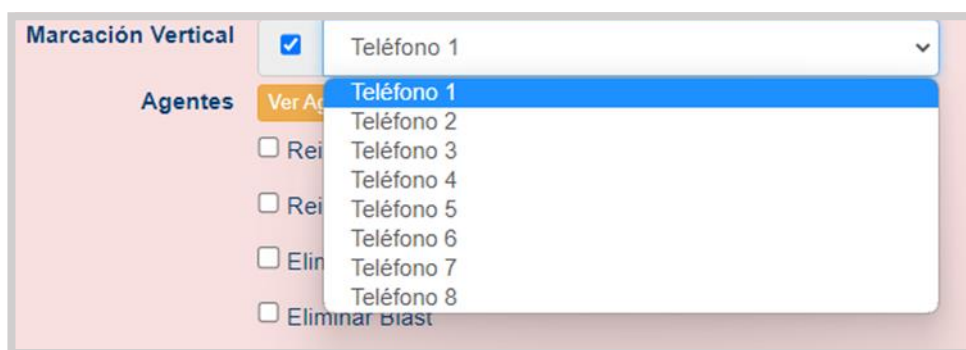 Marcación Vertical
Teléfono 1
Teléfono 1
Agentes
Ver
Teléfono 2
Teléfono 3
Teléfono 4
Teléfono 5
Teléfono 6
Teléfono 7
Teléfono 8
Eliminar Blast